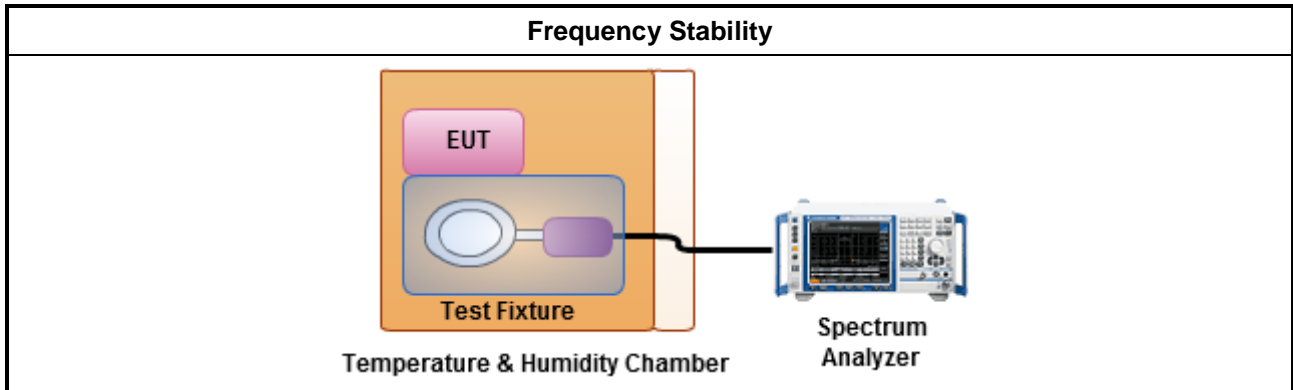 Frequency Stability
EUT
Test Fixture
Temperature & Humidity Chamber
Spectrum
Analyzer